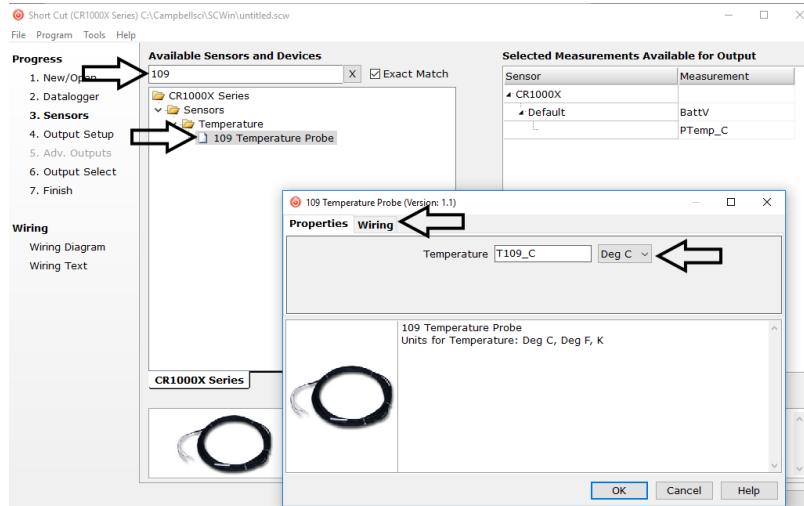 Short Cut (CR1000X Series) C:\Campbellsci\SCWin\untitled.scw
File Program Tools Help
Progress
1. New/Open
2. Datalogger
3. Sensors
4. Output Setup
5. Adv. Outputs
6. Output Select
7. Finish
Wiring
Wiring Diagram
Wiring Text
Available Sensors and Devices
109 X Exact Match
CR1000X Series
Sensors
Temperature
109 Temperature Probe
CR1000X Series
Selected Measurements Available for Output
Sensor Measurement
CR1000X
Default BattV
PTemp_C
109 Temperature Probe (Version: 1.1)
Properties Wiring
Temperature T109_C Deg C
109 Temperature Probe
Units for Temperature: Deg C, Deg F, K
OK Cancel Help